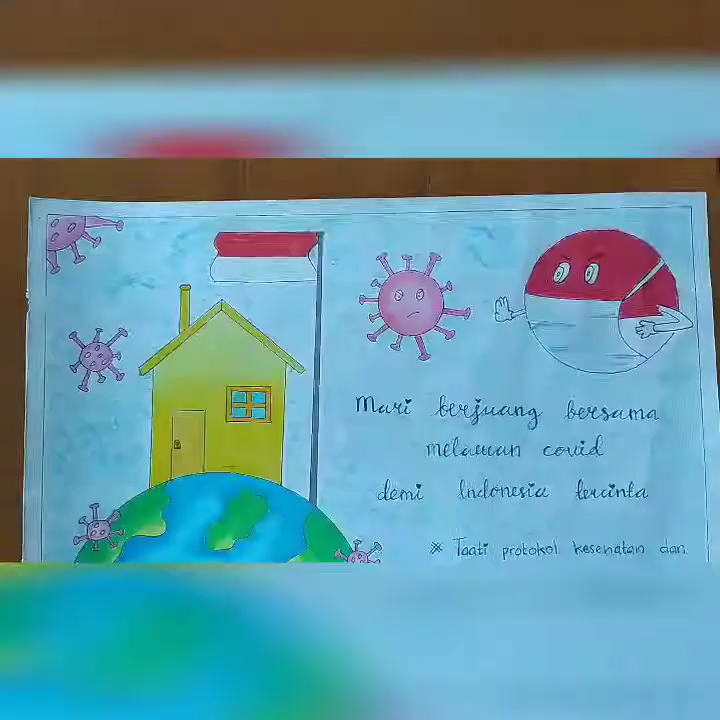 Mari berjuang bersama
melawan covid
demi Indonesia tercinta
※ Taati protokol kesehatan dan